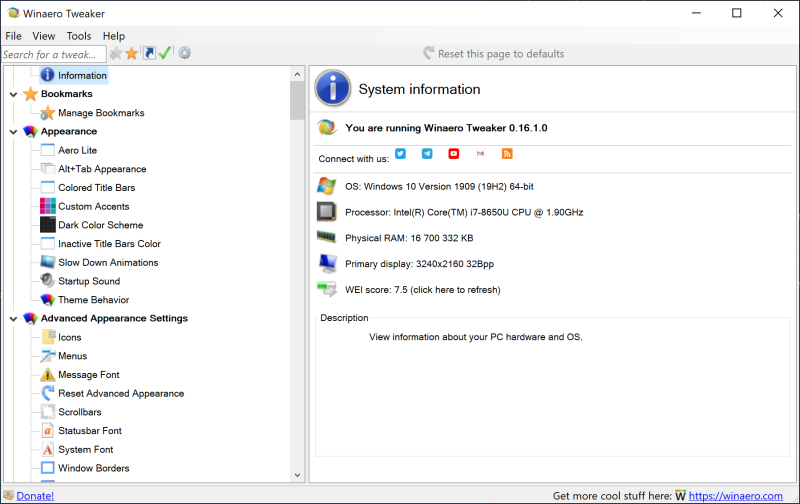 Winaero Tweaker
File View Tools Help
Search for a tweak...
Reset this page to defaults
Information
Bookmarks
Manage Bookmarks
Appearance
Aero Lite
Alt+Tab Appearance
Colored Title Bars
Custom Accents
Dark Color Scheme
Inactive Title Bars Color
Slow Down Animations
Startup Sound
Theme Behavior
Advanced Appearance Settings
Icons
Menus
Message Font
Reset Advanced Appearance
Scrollbars
Statusbar Font
System Font
Window Borders
System information
You are running Winaero Tweaker 0.16.1.0
Connect with us:
OS: Windows 10 Version 1909 (19H2) 64-bit
Processor: Intel(R) Core(TM) i7-8650U CPU @ 1.90GHz
Physical RAM: 16 700 332 KB
Primary display: 3240x2160 32Bpp
WEI score: 7.5 (click here to refresh)
Description
View information about your PC hardware and OS.
Donate!
Get more cool stuff here: W https://winaero.com